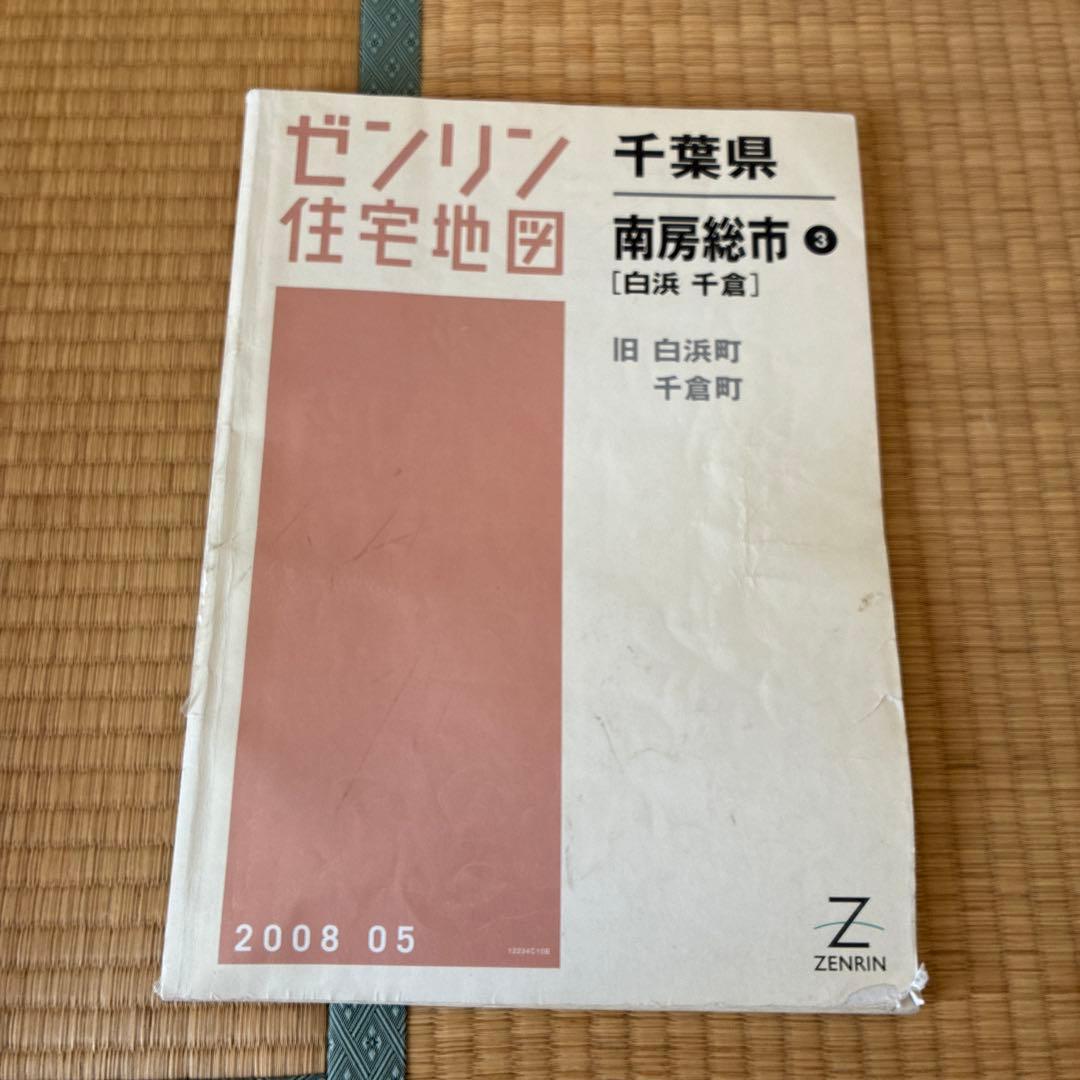 ゼンリン
住宅地図
千葉県
南房総市 3
[白浜 千倉]
旧 白浜町
千倉町
2008 05
12234C10E
Z
ZENRIN